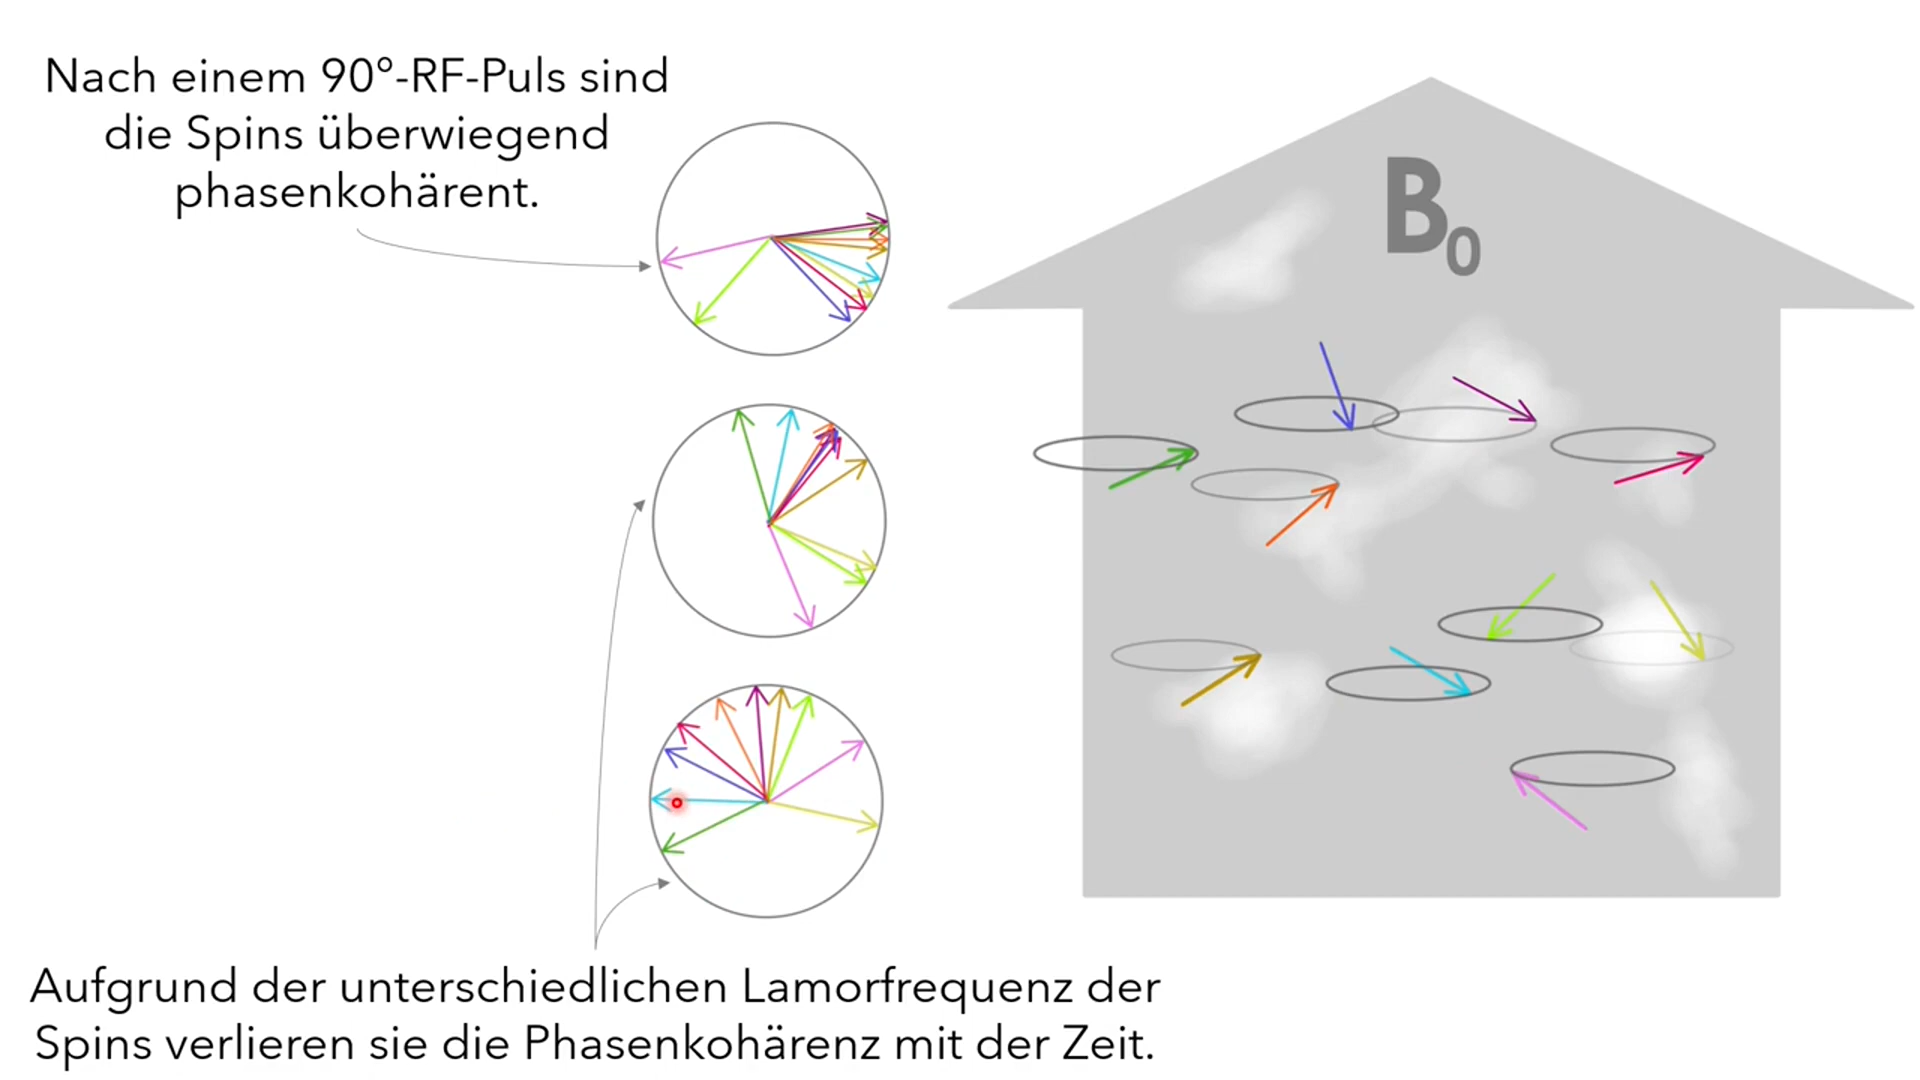 Nach einem 90°-RF-Puls sind
die Spins überwiegend
phasenkohärent.
B₀
Aufgrund der unterschiedlichen Lamorfrequenz der
Spins verlieren sie die Phasenkohärenz mit der Zeit.